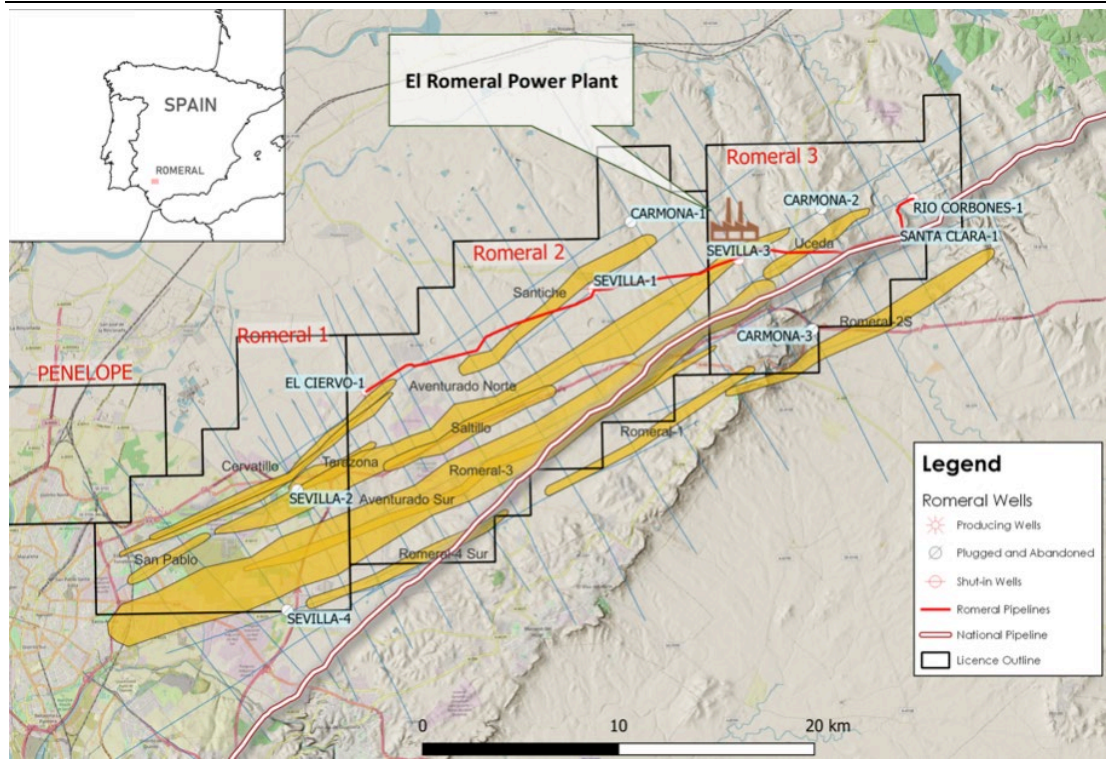 SPAIN
ROMERAL
El Romeral Power Plant
Romeral 3
CARMONA-2
RIO CORBONES-1
CARMONA-1
SANTA CLARA-1
Uceda
Romeral 2
SEVILLA-3
SEVILLA-1
Santiche
Romeral-2S
Romeral 1
CARMONA-3
PENELOPE
EL CIERVO-1
Aventurado Norte
Saltillo
Romeral-1
Cervatillo
Tarazona
Romeral-3
SEVILLA-2
Aventurado Sur
San Pablo
Romeral-4 Sur
SEVILLA-4
Legend
Romeral Wells
Producing Wells
Plugged and Abandoned
Shut-in Wells
Romeral Pipelines
National Pipeline
Licence Outline
0 10 20 km